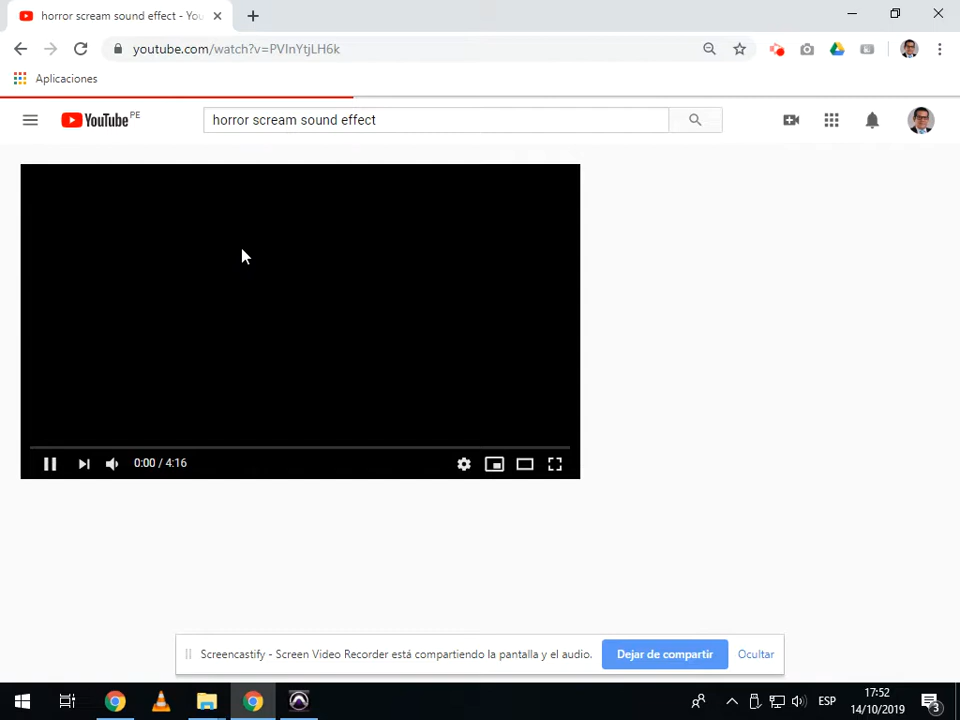 horror scream sound effect - You
youtube.com/watch?v=PVInYtjLH6k
Aplicaciones
YouTube PE
horror scream sound effect
0:00 / 4:16
Screencastify - Screen Video Recorder está compartiendo la pantalla y el audio.
Dejar de compartir
Ocultar
ESP
17:52
14/10/2019
3